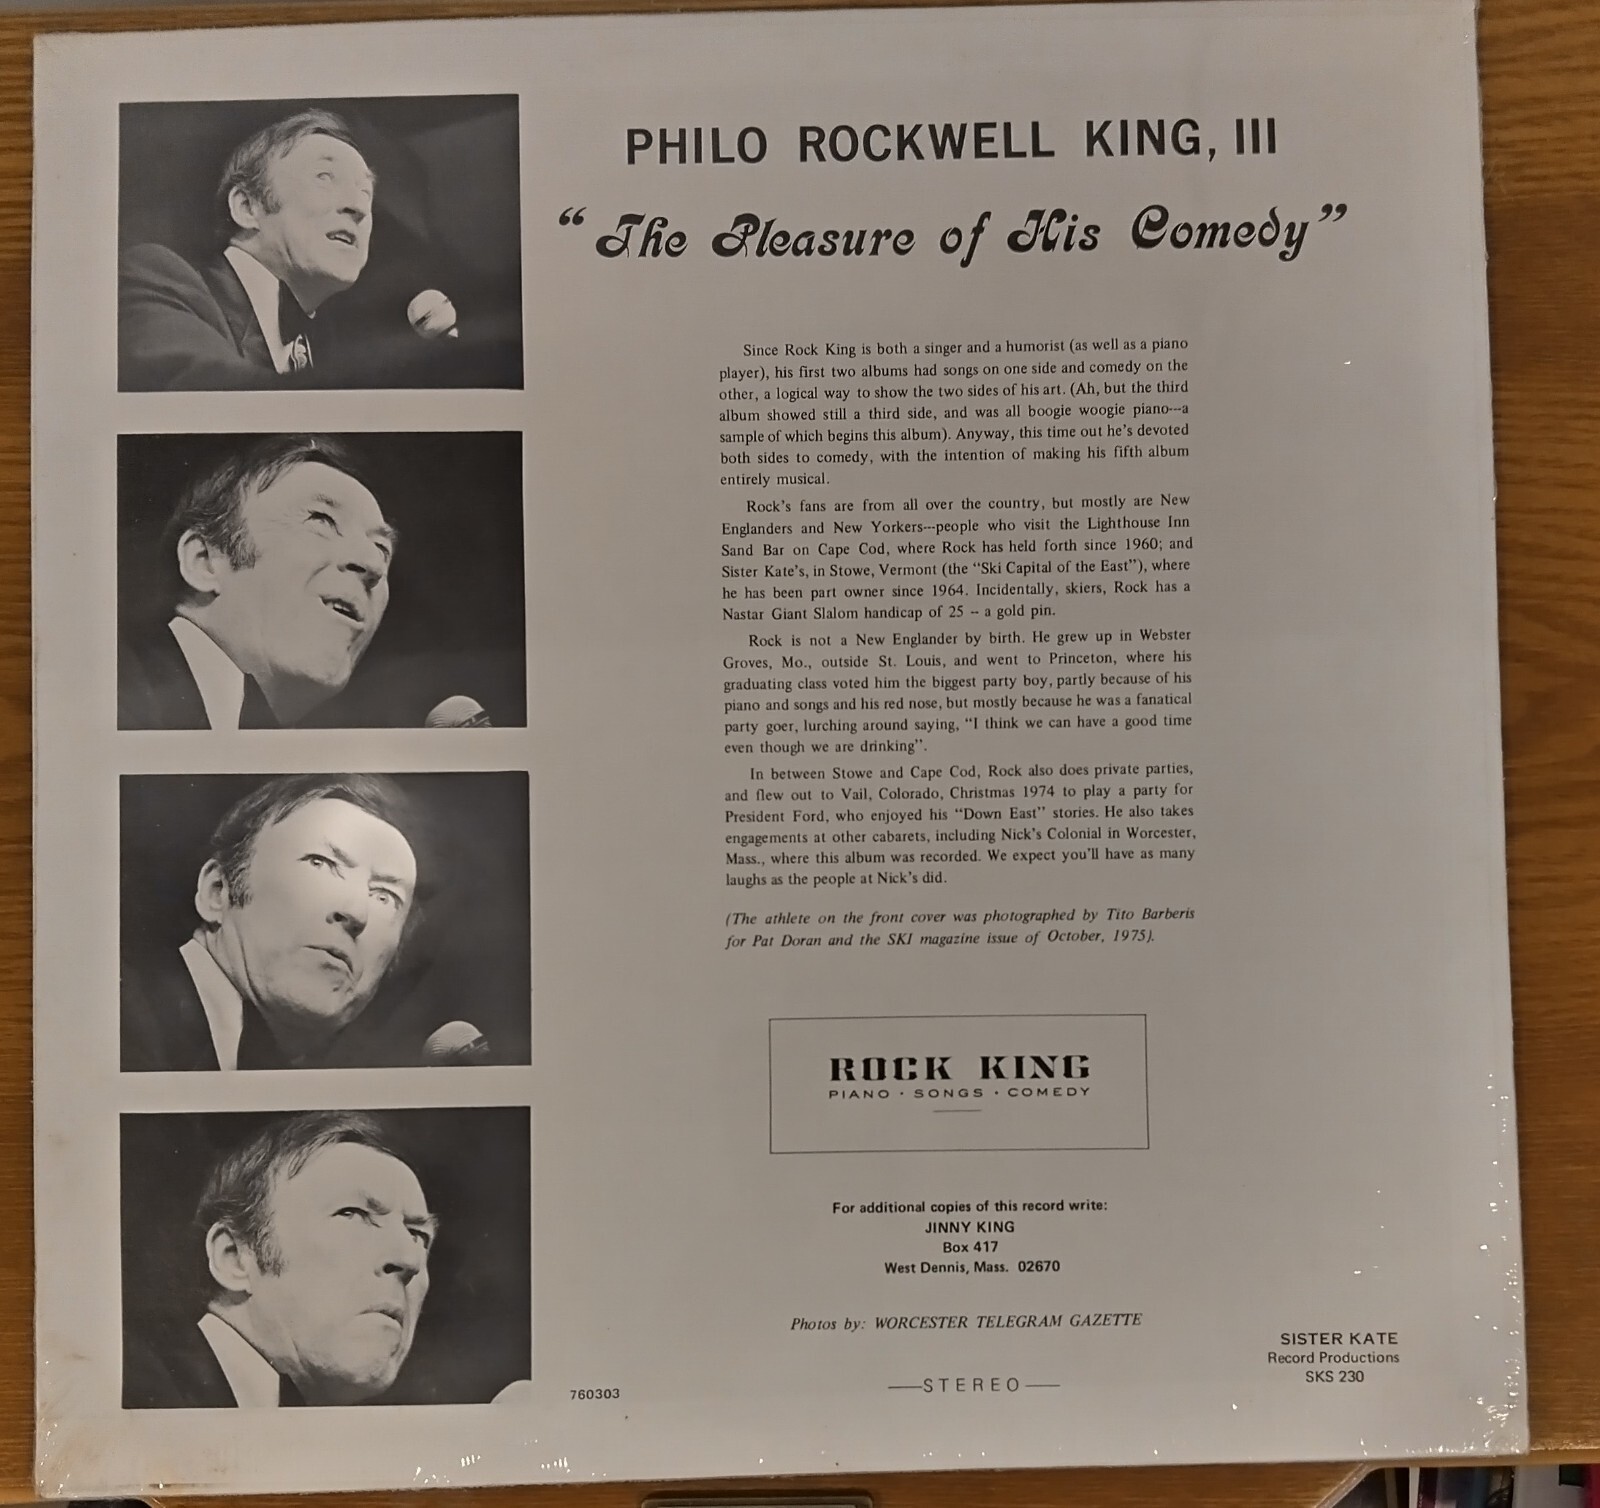 PHILO ROCKWELL KING, III
“The Pleasure of His Comedy”
Since Rock King is both a singer and a humorist (as well as a piano
player), his first two albums had songs on one side and comedy on the
other, a logical way to show the two sides of his art. (Ah, but the third
album showed still a third side, and was all boogie woogie piano---a
sample of which begins this album). Anyway, this time out he's devoted
both sides to comedy, with the intention of making his fifth album
entirely musical.
Rock's fans are from all over the country, but mostly are New
Englanders and New Yorkers---people who visit the Lighthouse Inn
Sand Bar on Cape Cod, where Rock has held forth since 1960; and
Sister Kate's, in Stowe, Vermont (the “Ski Capital of the East”), where
he has been part owner since 1964. Incidentally, skiers, Rock has a
Nastar Giant Slalom handicap of 25 -- a gold pin.
Rock is not a New Englander by birth. He grew up in Webster
Groves, Mo., outside St. Louis, and went to Princeton, where his
graduating class voted him the biggest party boy, partly because of his
piano and songs and his red nose, but mostly because he was a fanatical
party goer, lurching around saying, “I think we can have a good time
even though we are drinking”.
In between Stowe and Cape Cod, Rock also does private parties,
and flew out to Vail, Colorado, Christmas 1974 to play a party for
President Ford, who enjoyed his “Down East” stories. He also takes
engagements at other cabarets, including Nick's Colonial in Worcester,
Mass., where this album was recorded. We expect you'll have as many
laughs as the people at Nick's did.
(The athlete on the front cover was photographed by Tito Barberis
for Pat Doran and the SKI magazine issue of October, 1975).
ROCK KING
PIANO · SONGS · COMEDY
For additional copies of this record write:
JINNY KING
Box 417
West Dennis, Mass. 02670
Photos by: WORCESTER TELEGRAM GAZETTE
STEREO
760303
SISTER KATE
Record Productions
SKS 230